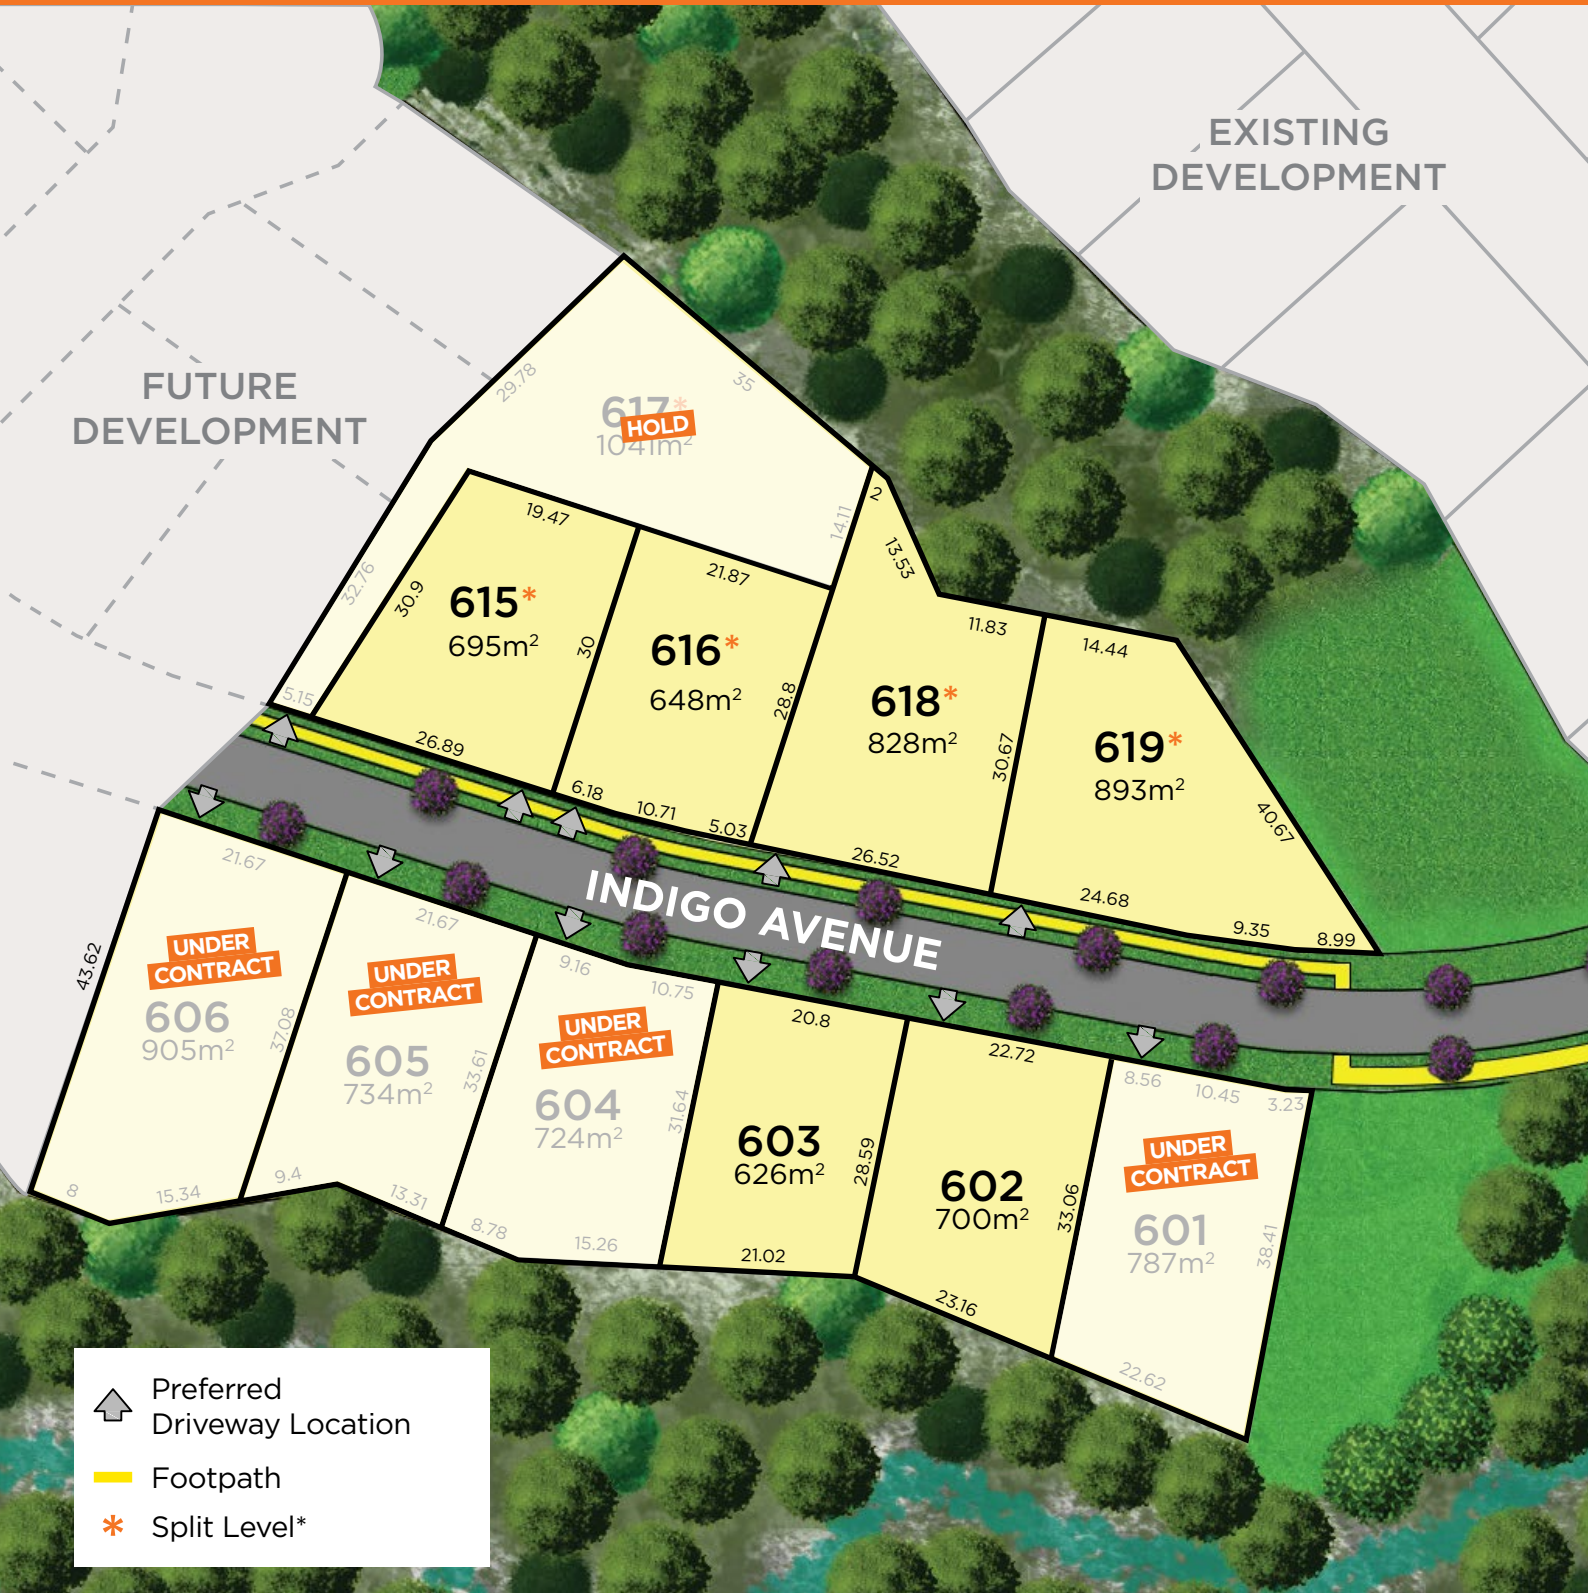 EXISTING
DEVELOPMENT
FUTURE
DEVELOPMENT
29.78
35
617*
HOLD
1041m²
14.11
32.76
5.15
19.47
30.9
615*
695m²
30
26.89
21.87
616*
648m²
28.8
6.18
10.71
5.03
2
13.53
11.83
618*
828m²
30.67
26.52
14.44
619*
893m²
40.67
24.68
9.35
8.99
INDIGO AVENUE
21.67
UNDER
CONTRACT
43.62
606
905m²
37.08
8
15.34
21.67
UNDER
CONTRACT
605
734m²
33.61
9.4
13.31
9.16
10.75
UNDER
CONTRACT
604
724m²
31.64
8.78
15.26
20.8
603
626m²
28.59
21.02
22.72
602
700m²
33.06
23.16
8.56
10.45
3.23
UNDER
CONTRACT
601
787m²
38.41
22.62
Preferred
Driveway Location
Footpath
* Split Level*